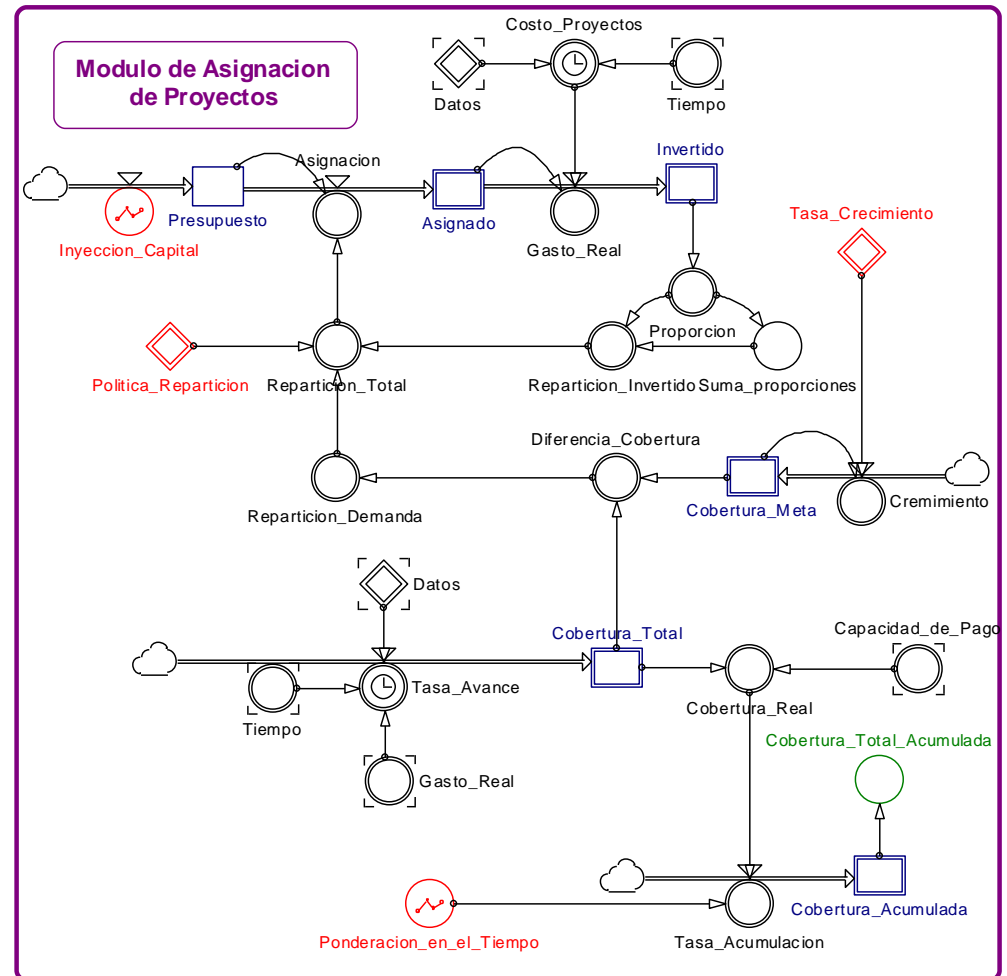 Costo_Proyectos
Modulo de Asignacion
de Proyectos
Datos
Tiempo
Asignacion
Invertido
Presupuesto
Asignado
Tasa_Crecimiento
Inyeccion_Capital
Gasto_Real
Proporcion
Politica_Reparticion
Reparticion_Total
Reparticion_Invertido
Suma_proporciones
Diferencia_Cobertura
Reparticion_Demanda
Cobertura_Meta
Cremimiento
Datos
Cobertura_Total
Capacidad_de_Pago
Tasa_Avance
Cobertura_Real
Tiempo
Cobertura_Total_Acumulada
Gasto_Real
Cobertura_Acumulada
Ponderacion_en_el_Tiempo
Tasa_Acumulacion